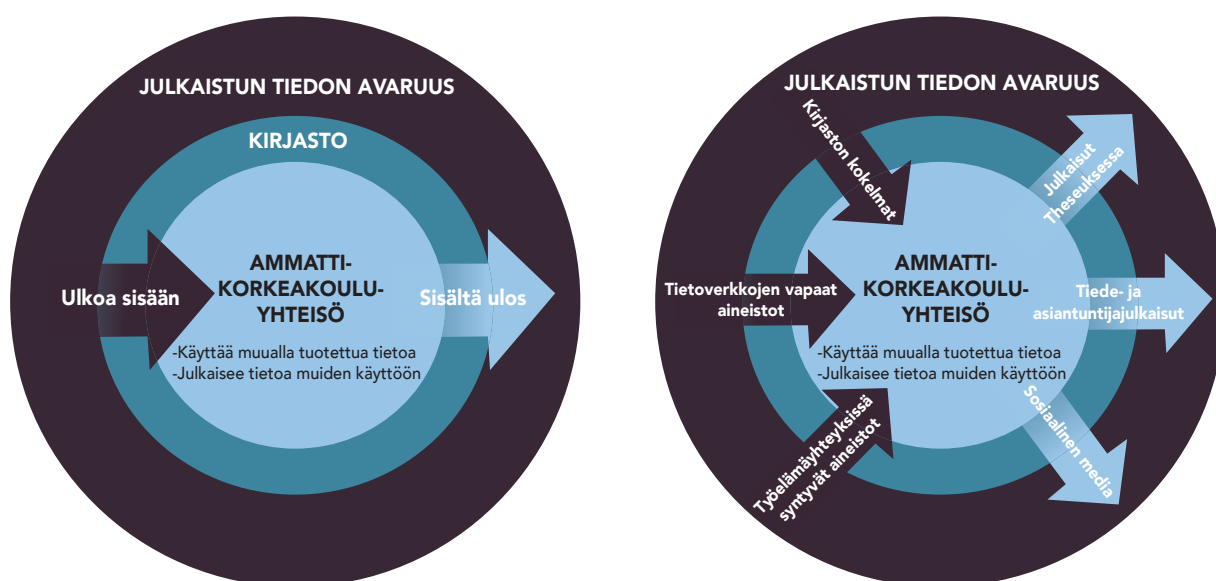 JULKAISTUN TIEDON AVARUUS
KIRJASTO
Ulkoa sisään
AMMATTI-
KORKEAKOULU-
YHTEISÖ
-Käyttää muualla tuotettua tietoa
-Julkaisee tietoa muiden käyttöön
Sisältä ulos
JULKAISTUN TIEDON AVARUUS
Kirjaston kokelmat
Julkaisut
Theseuksessa
Tietoverkkojen vapaat
aineistot
AMMATTI-
KORKEAKOULU-
YHTEISÖ
-Käyttää muualla tuotettua tietoa
-Julkaisee tietoa muiden käyttöön
Tiede- ja
asiantuntijajulkaisut
Työelämäyhteyksissä
syntyvät aineistot
Sosiaalinen media